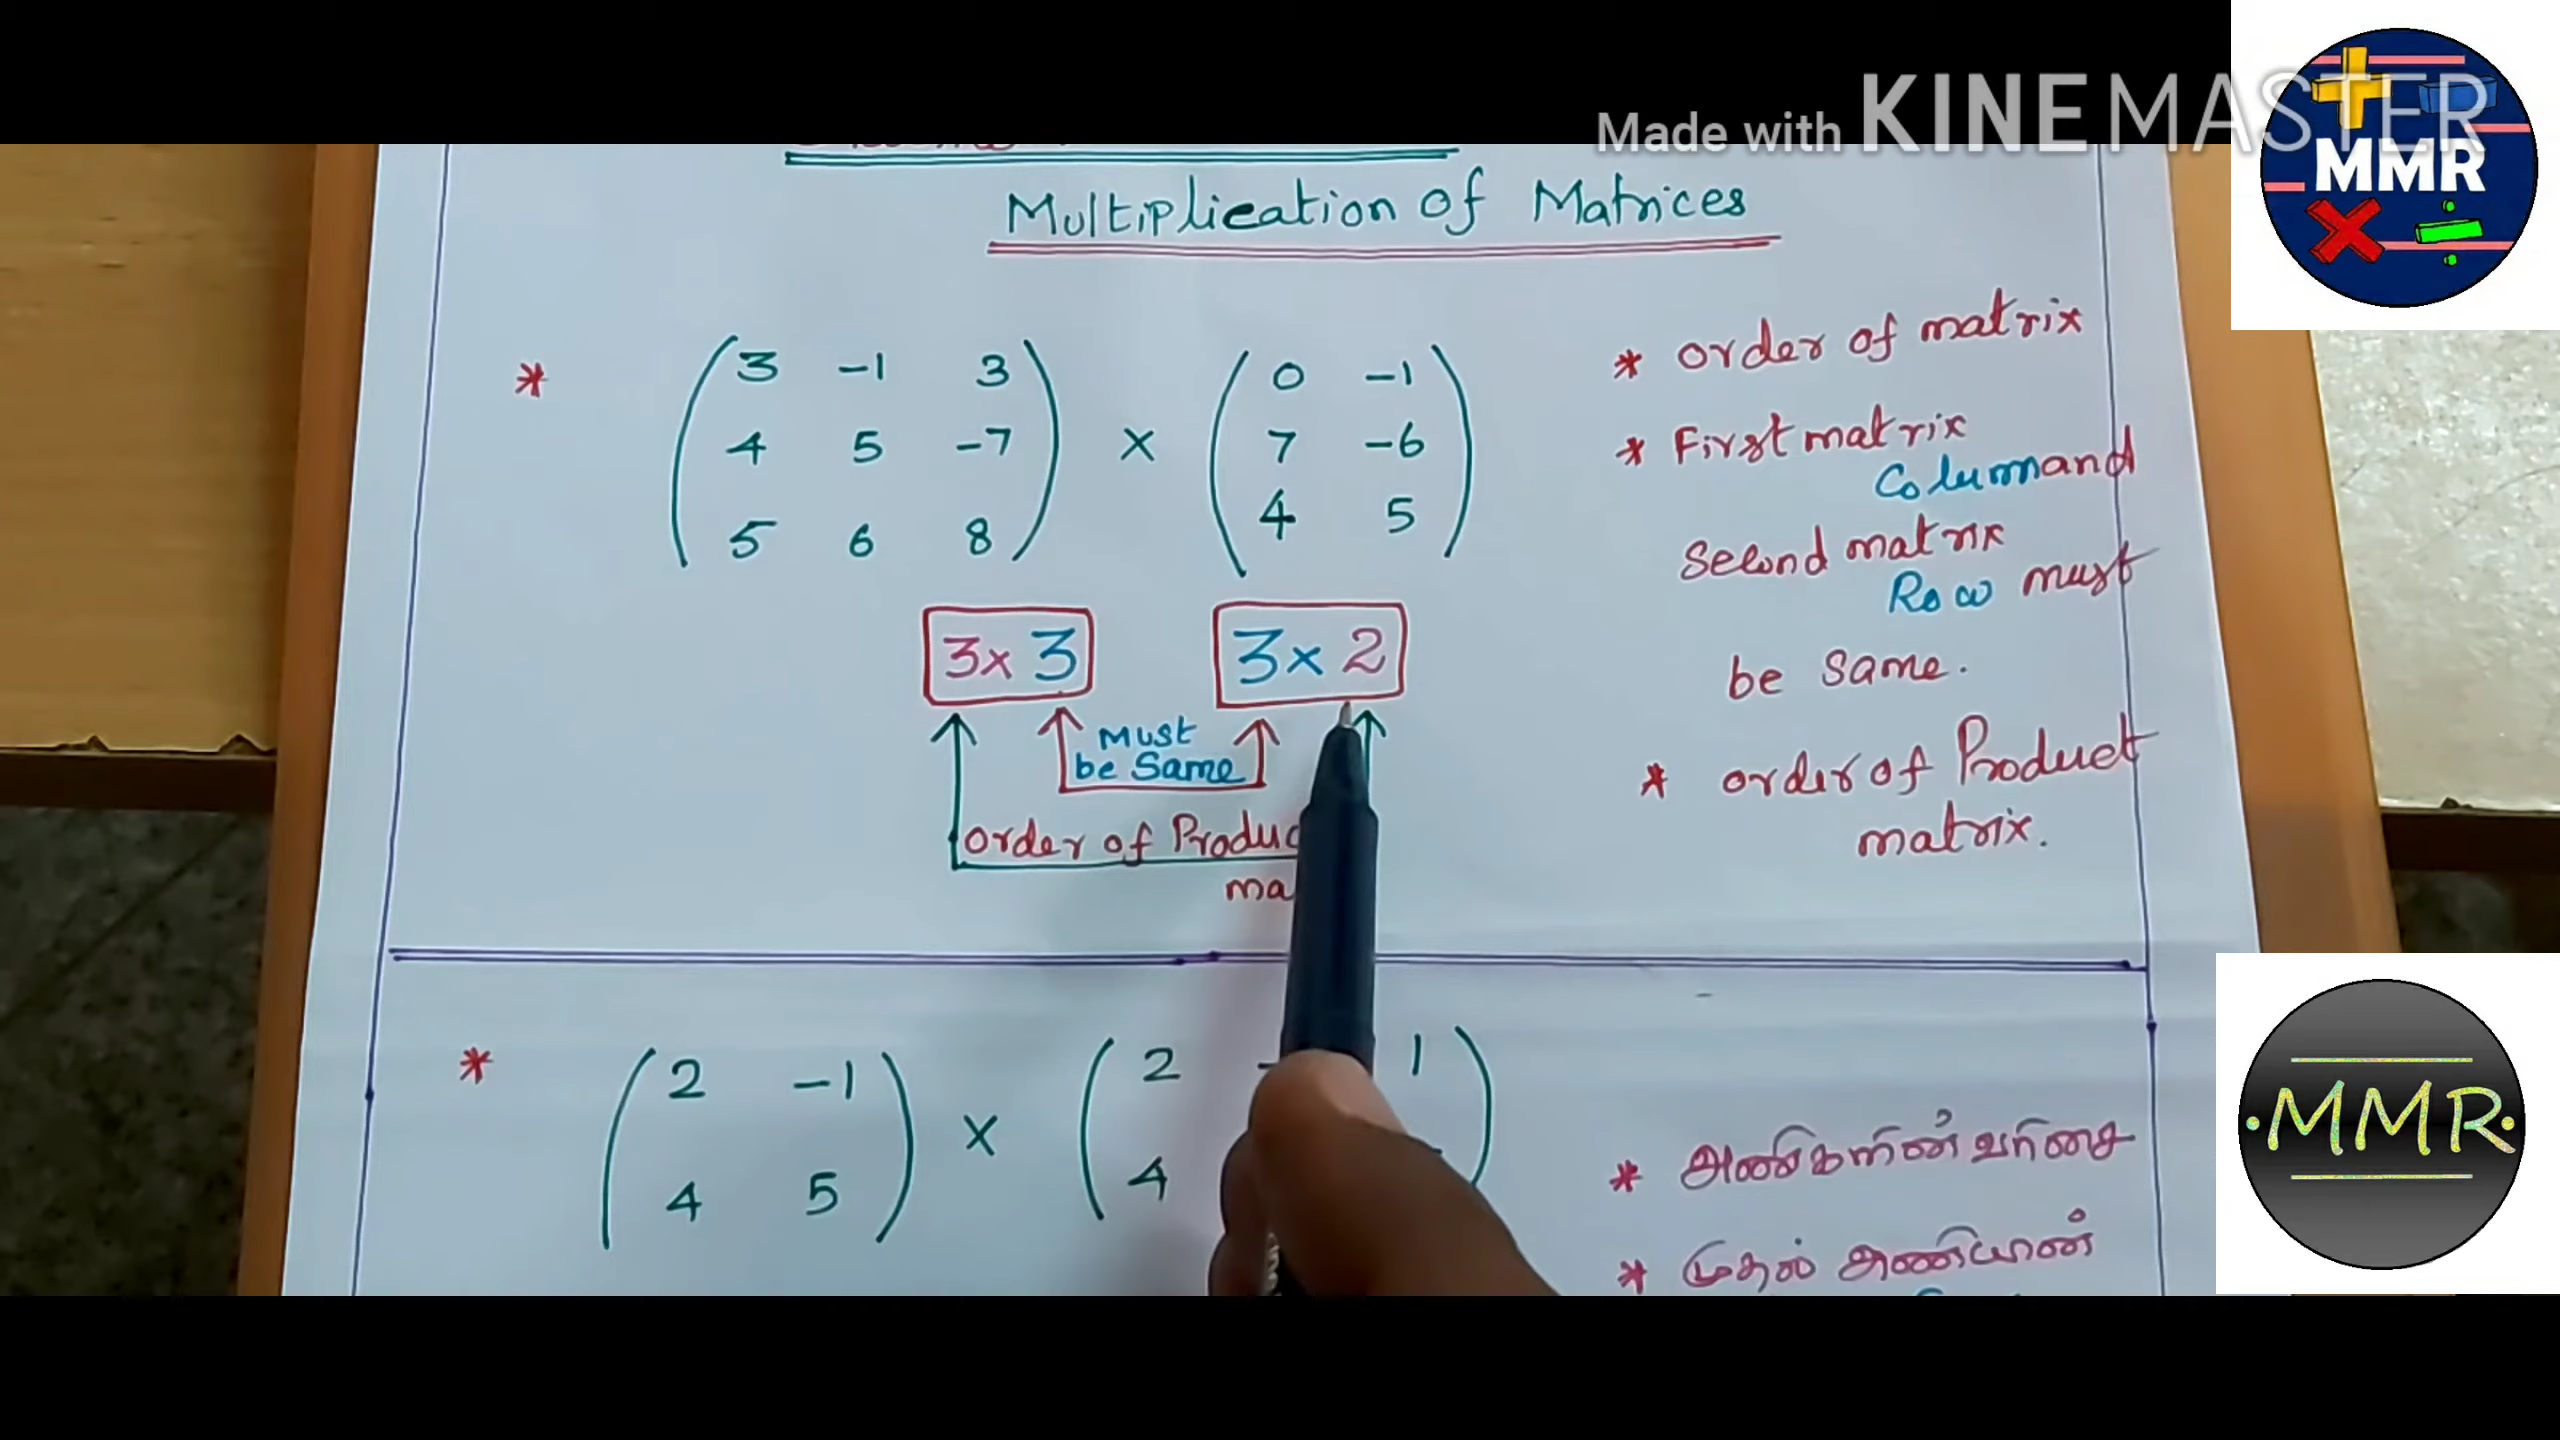 Made with KINEMASTER
MMR
Multiplication of Matrices
* 3 -1 3 0 -1
4 5 -7 × 7 -6
5 6 8 4 5
3 × 3 3 × 2
Must
be Same
Order of
* order of matrix
* First matrix
Column and
Second matrix
Row must
be same.
* order of Product
matrix.
* 2 -1 × 2 1
4 5 4
* அணிகளின் வரிசை
* முதல் அணியின்
MMR